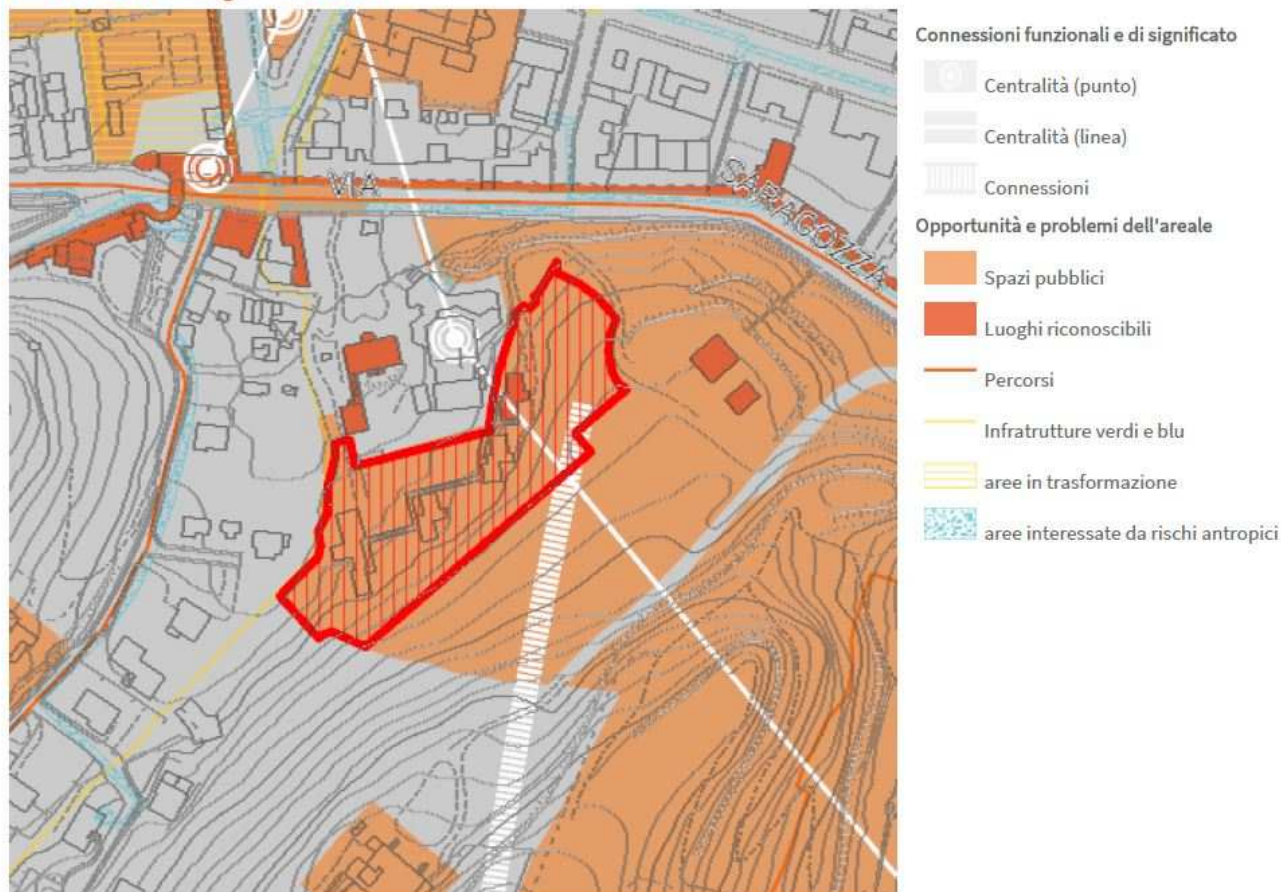 VIA
SARAGOZZA
Connessioni funzionali e di significato
Centralità (punto)
Centralità (linea)
Connessioni
Opportunità e problemi dell'areale
Spazi pubblici
Luoghi riconoscibili
Percorsi
Infratrutture verdi e blu
aree in trasformazione
aree interessate da rischi antropici